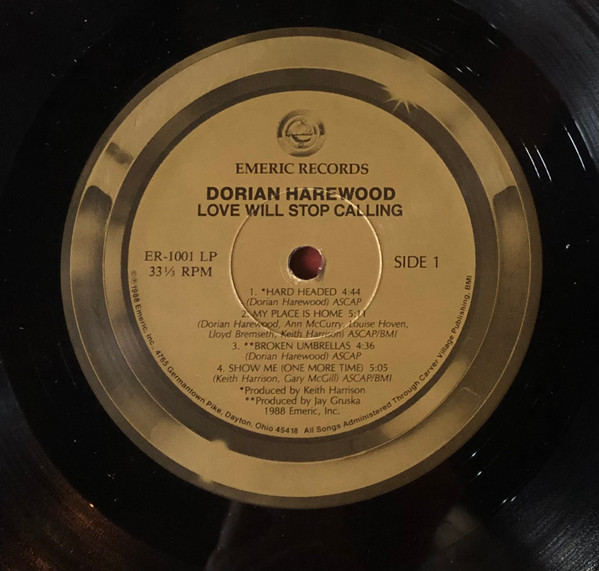 EMERIC RECORDS
DORIAN HAREWOOD
LOVE WILL STOP CALLING
ER-1001 LP
33⅓ RPM
SIDE 1
1. *HARD HEADED 4:44
(Dorian Harewood) ASCAP
2. MY PLACE IS HOME 5:11
(Dorian Harewood, Ann McCurry, Louise Hoven,
Lloyd Bremseth, Keith Harrison) ASCAP/BMI
3. **BROKEN UMBRELLAS 4:36
(Dorian Harewood) ASCAP
4. SHOW ME (ONE MORE TIME) 5:05
(Keith Harrison, Gary McGill) ASCAP/BMI
*Produced by Keith Harrison
**Produced by Jay Gruska
1988 Emeric, Inc.
©℗1988 Emeric, Inc. 4765 Germantown Pike, Dayton, Ohio 45418 All Songs Administered Through Carver Village Publishing, BMI